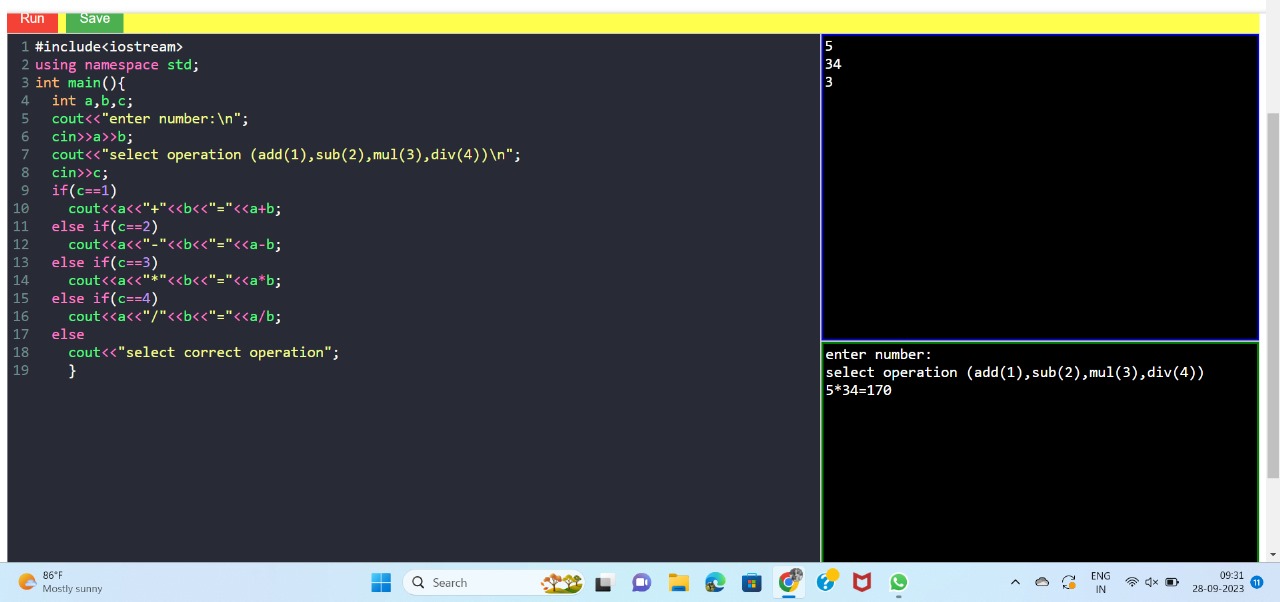 Run Save
1 #include<iostream>
2 using namespace std;
3 int main(){
4   int a,b,c;
5   cout<<"enter number:\n";
6   cin>>a>>b;
7   cout<<"select operation (add(1),sub(2),mul(3),div(4))\n";
8   cin>>c;
9   if(c==1)
10     cout<<a<<"+"<<b<<"="<<a+b;
11   else if(c==2)
12     cout<<a<<"-"<<b<<"="<<a-b;
13   else if(c==3)
14     cout<<a<<"*"<<b<<"="<<a*b;
15   else if(c==4)
16     cout<<a<<"/"<<b<<"="<<a/b;
17   else
18     cout<<"select correct operation";
19     }
5
34
3
enter number:
select operation (add(1),sub(2),mul(3),div(4))
5*34=170
86°F
Mostly sunny
Search
ENG
IN
09:31
28-09-2023
11